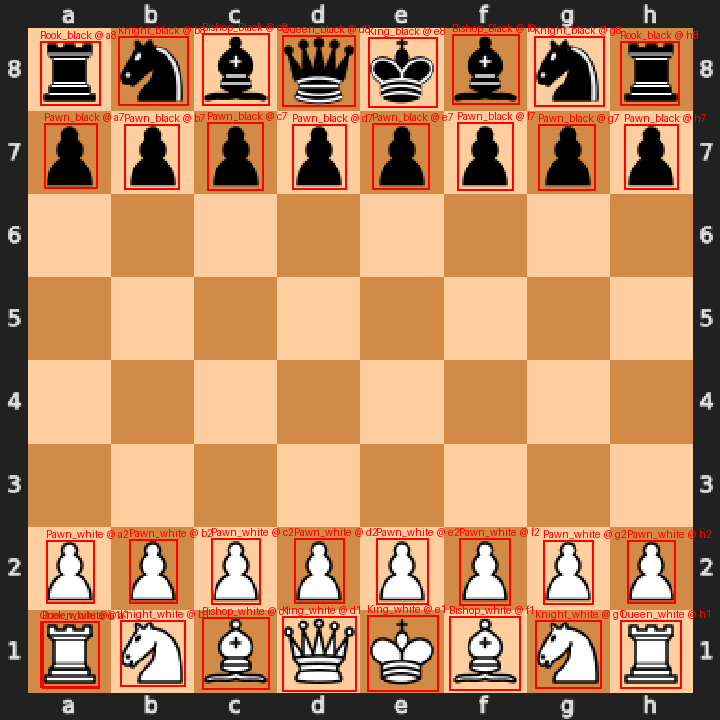 a b c d e f g h
Rook_black @ a8 Knight_black @ b8 Bishop_black @ c8 Queen_black @ d8 King_black @ e8 Bishop_black @ f8 Knight_black @ g8 Rook_black @ h8
8 8
Pawn_black @ a7 Pawn_black @ b7 Pawn_black @ c7 Pawn_black @ d7 Pawn_black @ e7 Pawn_black @ f7 Pawn_black @ g7 Pawn_black @ h7
7 7
6 6
5 5
4 4
3 3
Pawn_white @ a2 Pawn_white @ b2 Pawn_white @ c2 Pawn_white @ d2 Pawn_white @ e2 Pawn_white @ f2 Pawn_white @ g2 Pawn_white @ h2
2 2
Knight_white @ b1 Bishop_white @ c1 King_white @ d1 King_white @ e1 Bishop_white @ f1 Knight_white @ g1 Queen_white @ h1
1 1
a b c d e f g h